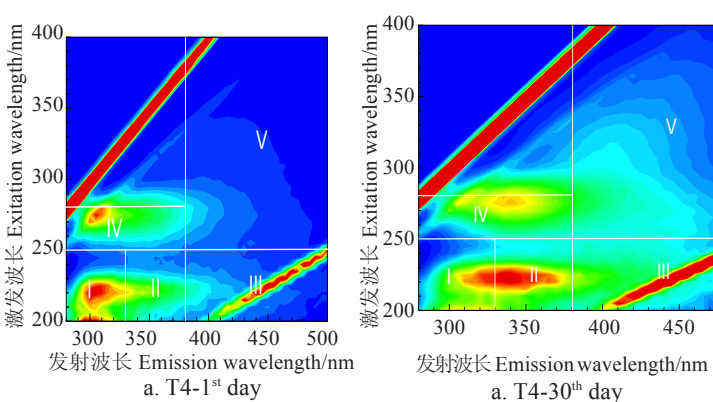 400
350
300
250
200
激发波长 Exitation wavelength/nm
V
IV
I
II
III
300
350
400
450
500
发射波长 Emission wavelength/nm
a. T4-1st day
400
350
300
250
200
激发波长 Exitation wavelength/nm
V
IV
I
II
III
300
350
400
450
发射波长 Emission wavelength/nm
a. T4-30th day